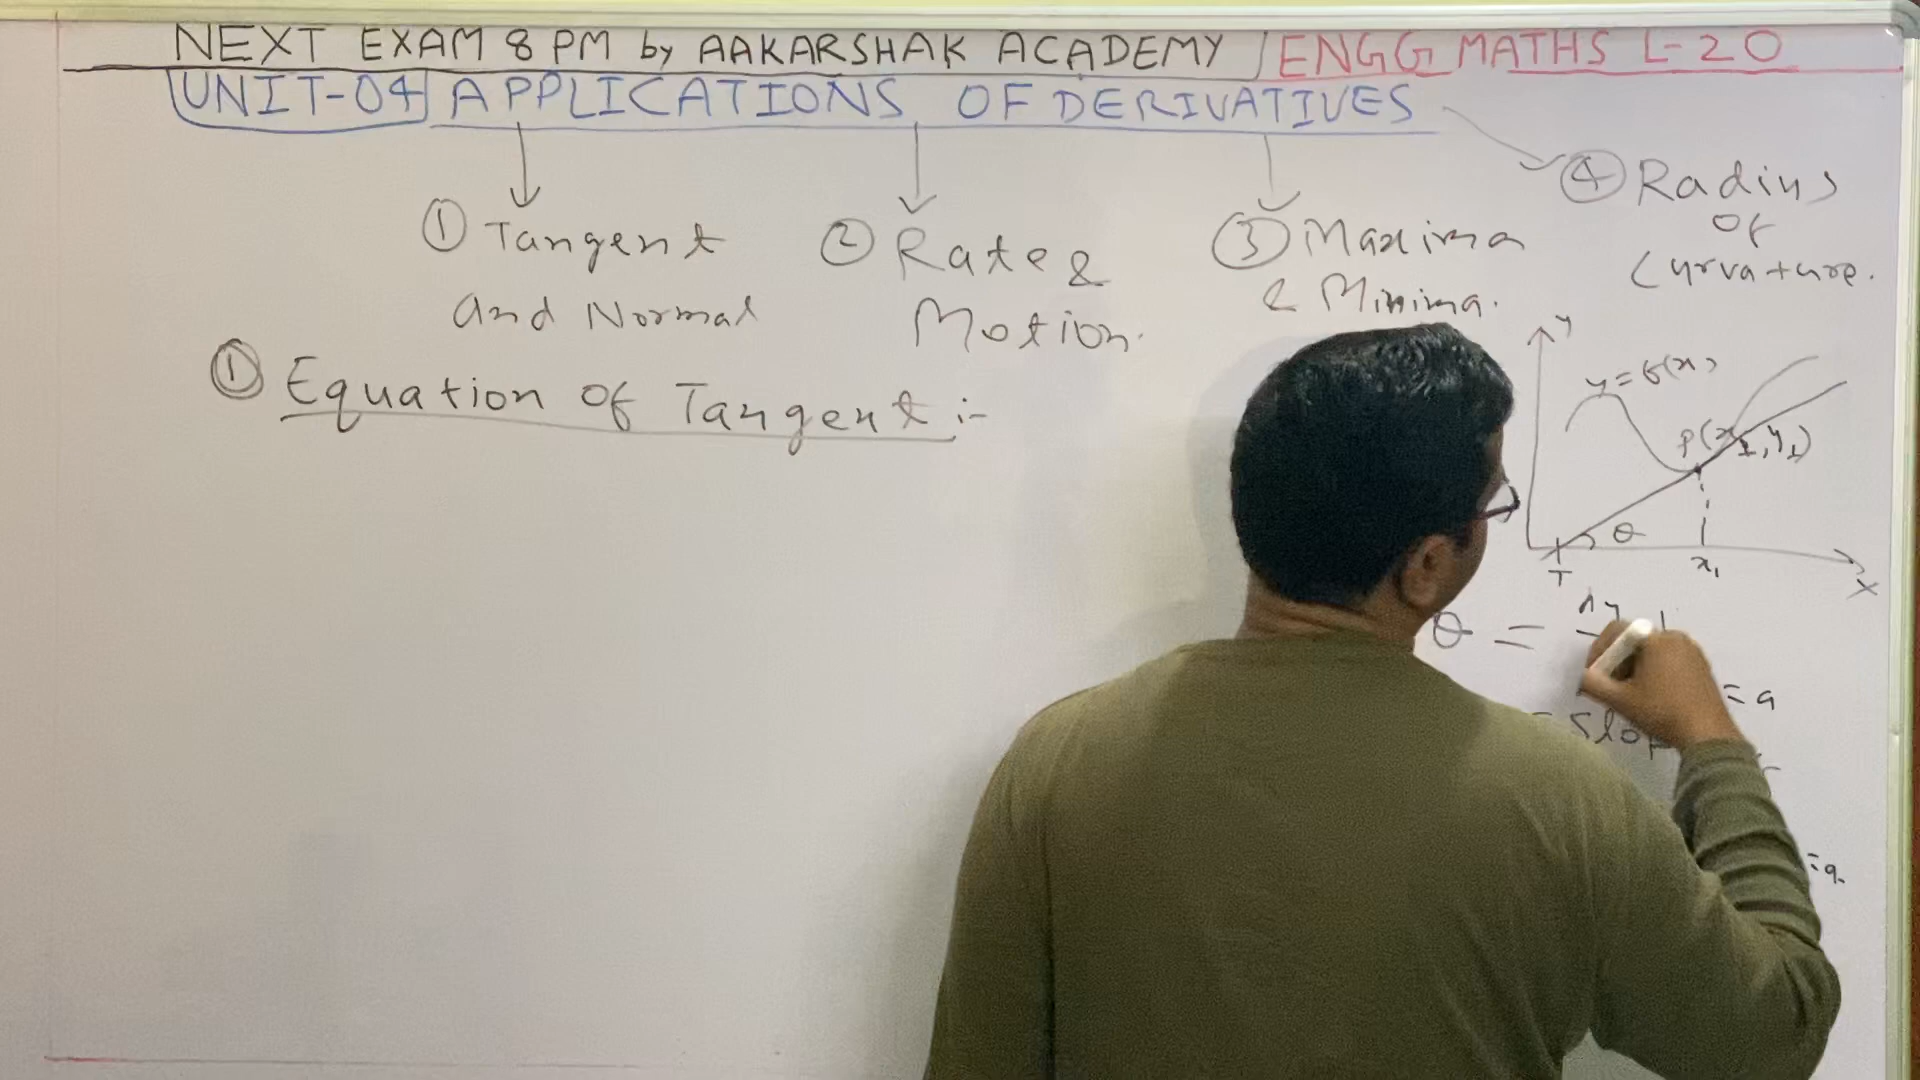 NEXT EXAM 8 PM by AAKARSHAK ACADEMY ENGG MATHS L-20
UNIT-04 APPLICATIONS OF DERIVATIVES
① Tangent
and Normal
② Rate &
Motion.
③ Maxima
& Minima.
④ Radius
of
Curvature.
① Equation of Tangent :-
y
y = f(x)
P(x1, y1)
θ
T
x1
X
θ =
= a
= Slop
= a.